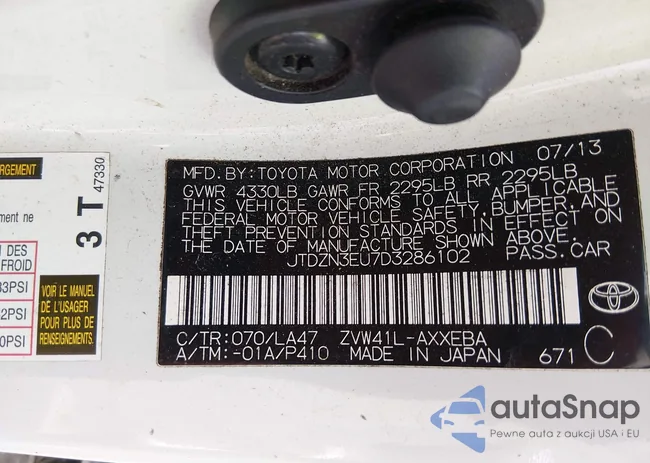 RGEMENT
ment ne
N DES
FROID
3PSI
2PSI
0PSI
VOIR LE MANUEL
DE L'USAGER
POUR PLUS DE
RENSEIGNEMENTS.
3 T 47330
MFD. BY: TOYOTA MOTOR CORPORATION 07/13
GVWR 4330LB GAWR FR 2295LB RR 2295LB
THIS VEHICLE CONFORMS TO ALL APPLICABLE
FEDERAL MOTOR VEHICLE SAFETY, BUMPER, AND
THEFT PREVENTION STANDARDS IN EFFECT ON
THE DATE OF MANUFACTURE SHOWN ABOVE.
JTDZN3EU7D3286102 PASS. CAR
C/TR:070/LA47 ZVW41L-AXXEBA
A/TM:-01A/P410 MADE IN JAPAN 671 C
autaSnap
Pewne auta z aukcji USA i EU